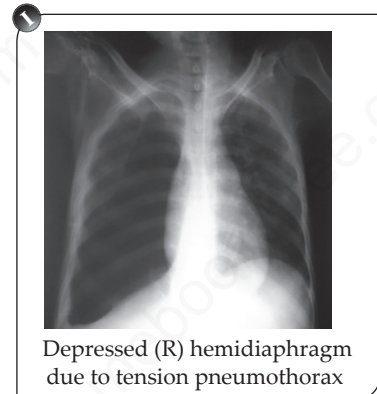 I
Depressed (R) hemidiaphragm
due to tension pneumothorax